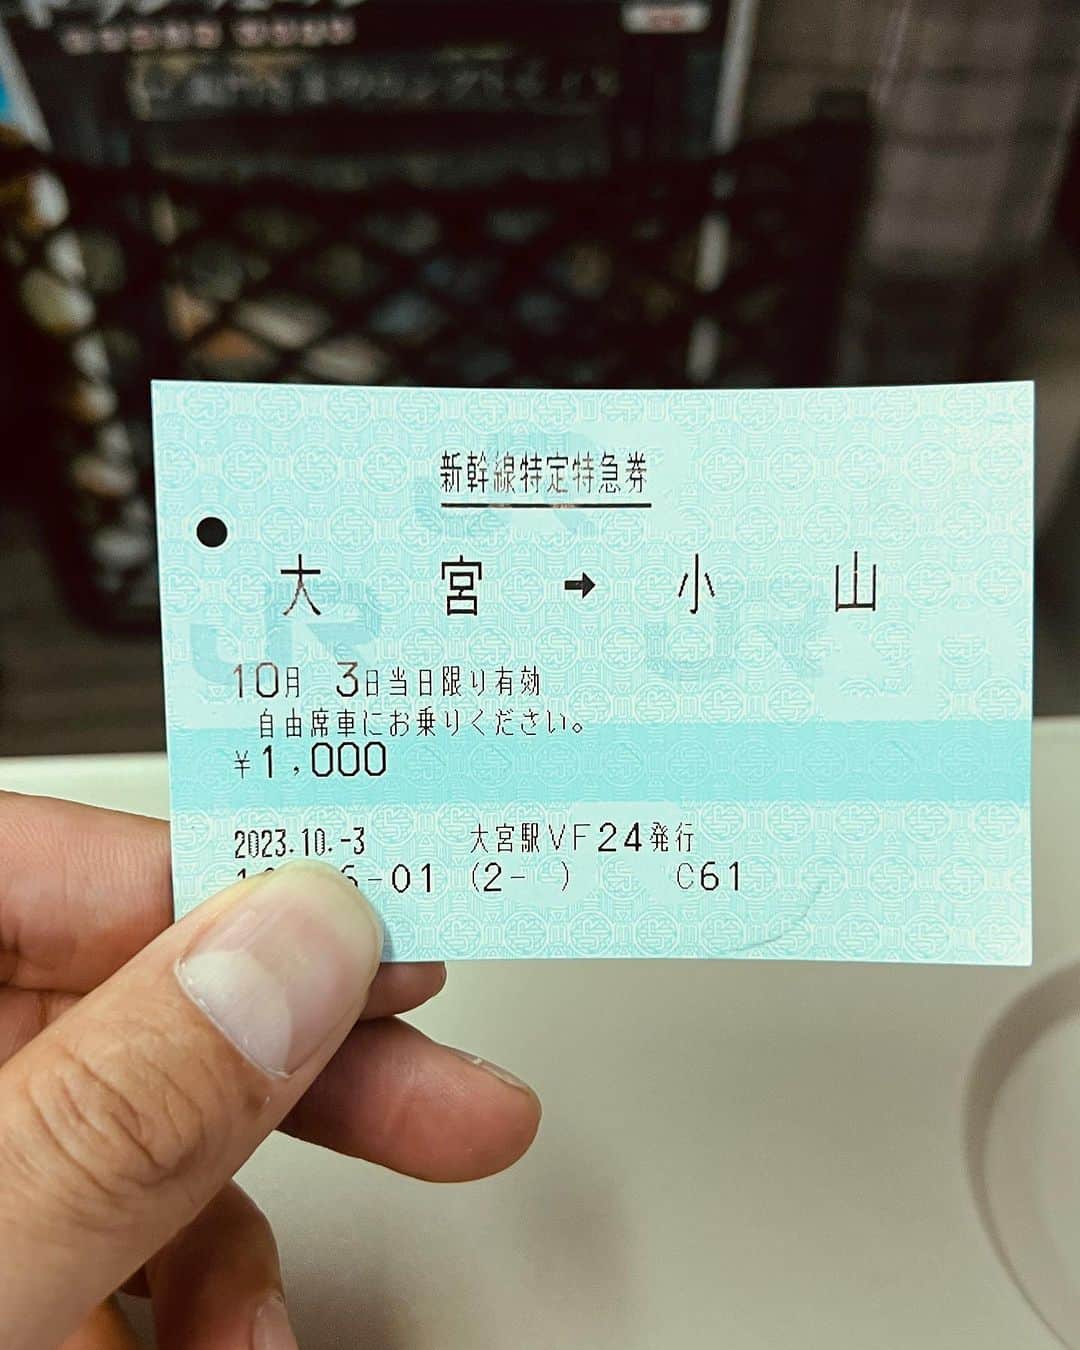 新幹線特定特急券
大宮→小山
10月 3日当日限り有効
自由席車にお乗りください。
¥1,000
2023.10.-3 大宮駅VF24発行
-01 (2- ) C61